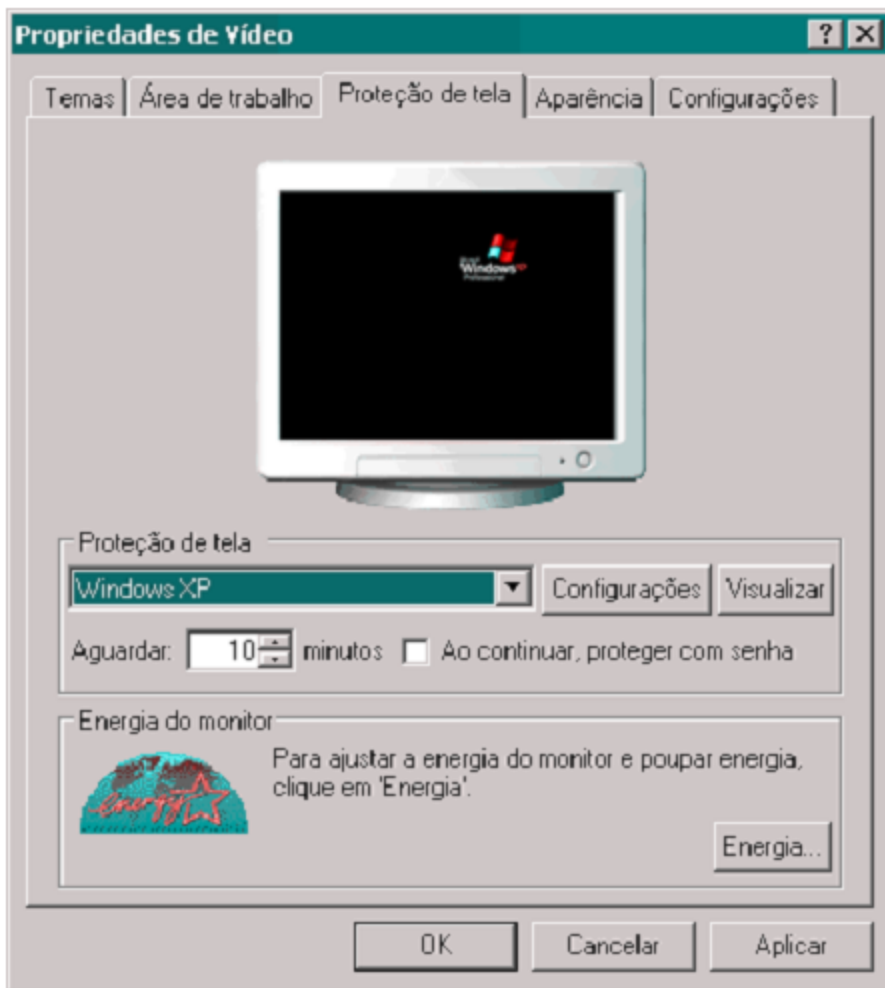 Propriedades de Vídeo
Temas Área de trabalho Proteção de tela Aparência Configurações
Windows XP
Proteção de tela
Windows XP Configurações Visualizar
Aguardar: 10 minutos Ao continuar, proteger com senha
Energia do monitor
energy
Para ajustar a energia do monitor e poupar energia,
clique em 'Energia'.
Energia...
OK Cancelar Aplicar